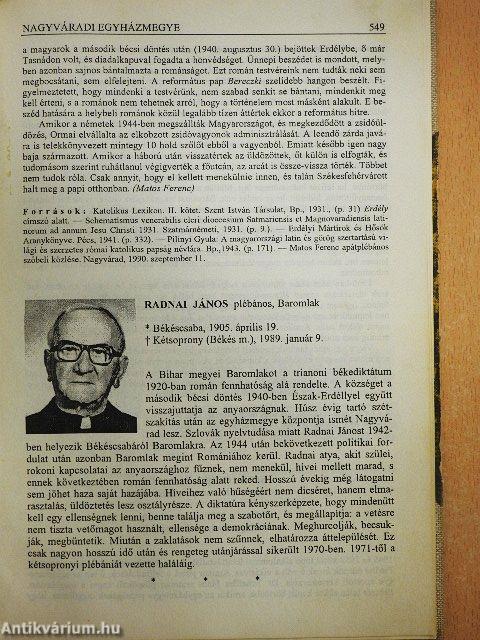 NAGYVÁRADI EGYHÁZMEGYE 549
a magyarok a második bécsi döntés után (1940. augusztus 30.) bejöttek Erdélybe, ő már
Tasnádon volt, és diadalkapuval fogadta a honvédséget. Ünnepi beszédet is mondott, mely-
ben azonban sajnos bántalmazta a románságot. Ezt román testvéreink nem tudták neki sem
megbocsátani, sem elfelejteni. A református pap Bereczki szelídebb hangon beszélt. Fi-
gyelmeztetett, hogy mindenki a testvérünk, nem szabad senkit se bántani, mindenkit meg
kell érteni, s a románok nem tehetnek arról, hogy a történelem most másként alakult. E be-
széd hatására a helybeli románok közül legalább tízen áttértek ekkor a református hitre.
Amikor a németek 1944-ben megszállták Magyarországot, és megkezdődött a zsidóül-
dözés, Ormai elvállalta az elkobzott zsidóvagyonok adminisztrálását. A leendő zárda javá-
ra is telekkönyvezett mintegy 10 hold szőlőt ebből a vagyonból. Emiatt később igen nagy
baja származott. Amikor a háború után visszatértek az üldözöttek, őt külön is elfogták, és
tudomásom szerint ruhátlanul végigverték a főutcán, az arcát is össze-vissza törték. Többet
nem tudok róla. Csak annyit, hogy el kellett menekülnie innen, és talán Székesfehérvárott
halt meg a papi otthonban. (Matos Ferenc)
Források: Katolikus Lexikon. II. kötet. Szent István Társulat, Bp., 1931., (p. 31) Erdély
címszó alatt. — Schematismus venerabilis cleri dioecesium Satmariensis et Magnovaradiensis lati-
norum ad annum Jesu Christi 1931. Szatmárnémeti, 1931. (p. 9.). — Erdélyi Mártírok és Hősök
Aranykönyve. Pécs, 1941. (p. 332). — Pilinyi Gyula: A magyarországi latin és görög szertartású vi-
lági és szerzetes római katolikus papság névtára. Bp., 1943. (p. 171). — Matos Ferenc apátplébános
szóbeli közlése. Nagyvárad, 1990. szeptember 11.
RADNAI JÁNOS plébános, Baromlak
* Békéscsaba, 1905. április 19.
† Kétsoprony (Békés m.), 1989. január 9.
A Bihar megyei Baromlakot a trianoni békediktátum
1920-ban román fennhatóság alá rendelte. A községet a
második bécsi döntés 1940-ben Észak-Erdéllyel együtt
visszajuttatja az anyaországnak. Húsz évig tartó szét-
szakítás után az egyházmegye központja ismét Nagyvá-
rad lesz. Szlovák nyelvtudása miatt Radnai Jánost 1942-
ben helyezik Békéscsabáról Baromlakra. Az 1944 után bekövetkezett politikai for-
dulat után azonban Baromlak megint Romániához kerül. Radnai atya, akit szülei,
rokoni kapcsolatai az anyaországhoz fűznek, nem menekül, hívei mellett marad, s
ennek következtében román fennhatóság alatt reked. Hosszú évekig még látogatni
sem jöhet haza saját hazájába. Híveihez való hűségéért nem dicséret, hanem elma-
rasztalás, üldöztetés lesz osztályrésze. A diktatúra kényszerképzete, hogy mindenütt
kell egy ellenségnek lenni, benne találja meg a szabotőrt, és megállapítja: a vetésre
nem tiszta vetőmagot használt, ellensége a demokráciának. Meghurcolják, becsuk-
ják, megbüntetik. Miután a zaklatások nem szűnnek, elhatározza áttelepülését. Ez
csak nagyon hosszú idő után és rengeteg utánjárással sikerült 1970-ben. 1971-től a
kétsopronyi plébániát vezette haláláig.
* * *
Antikvárium.hu